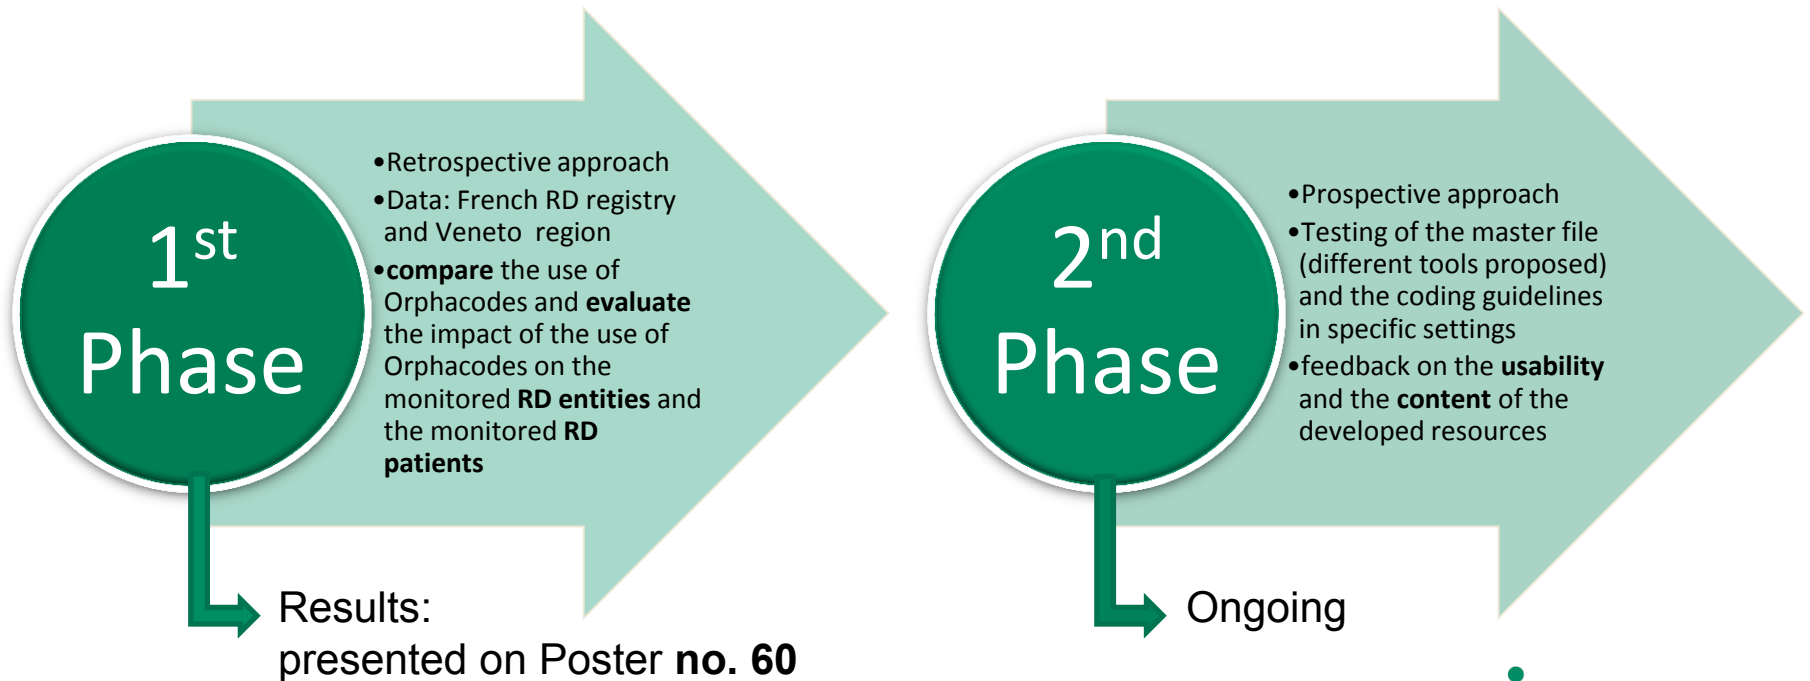 1st
Phase
•Retrospective approach
•Data: French RD registry
and Veneto region
•compare the use of
Orphacodes and evaluate
the impact of the use of
Orphacodes on the
monitored RD entities and
the monitored RD
patients
Results:
presented on Poster no. 60
2nd
Phase
•Prospective approach
•Testing of the master file
(different tools proposed)
and the coding guidelines
in specific settings
•feedback on the usability
and the content of the
developed resources
Ongoing